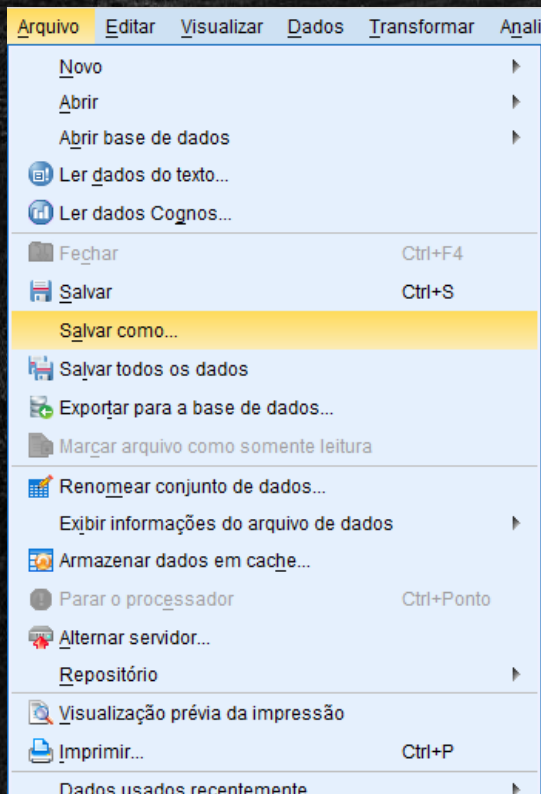 Arquivo Editar Visualizar Dados Transformar Anali
Novo
Abrir
Abrir base de dados
Ler dados do texto...
Ler dados Cognos...
Fechar Ctrl+F4
Salvar Ctrl+S
Salvar como...
Salvar todos os dados
Exportar para a base de dados...
Marcar arquivo como somente leitura
Renomear conjunto de dados...
Exibir informações do arquivo de dados
Armazenar dados em cache...
Parar o processador Ctrl+Ponto
Alternar servidor...
Repositório
Visualização prévia da impressão
Imprimir... Ctrl+P
Dados usados recentemente